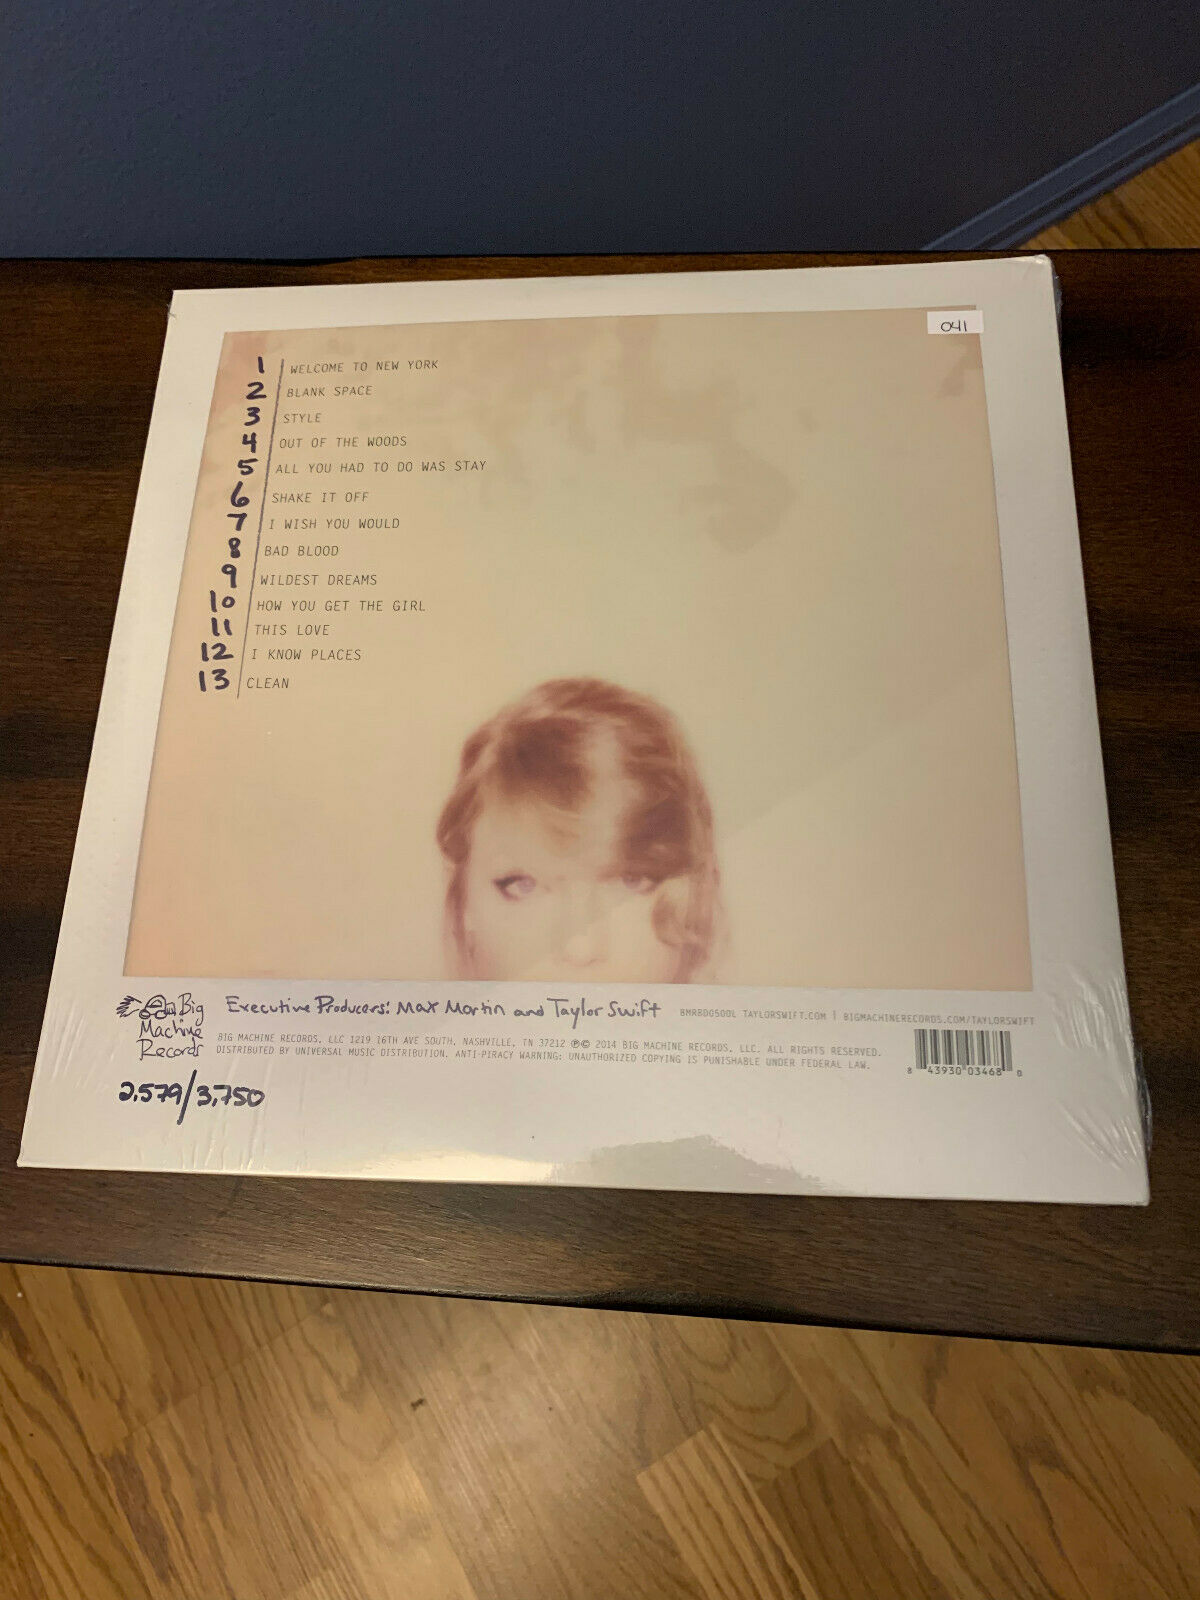 041
1 WELCOME TO NEW YORK
2 BLANK SPACE
3 STYLE
4 OUT OF THE WOODS
5 ALL YOU HAD TO DO WAS STAY
6 SHAKE IT OFF
7 I WISH YOU WOULD
8 BAD BLOOD
9 WILDEST DREAMS
10 HOW YOU GET THE GIRL
11 THIS LOVE
12 I KNOW PLACES
13 CLEAN
Big
Machine
Records
Executive Producers: Max Martin and Taylor Swift
BMRBD0500L TAYLORSWIFT.COM | BIGMACHINERECORDS.COM/TAYLORSWIFT
BIG MACHINE RECORDS, LLC 1219 16TH AVE SOUTH, NASHVILLE, TN 37212 ℗© 2014 BIG MACHINE RECORDS, LLC. ALL RIGHTS RESERVED.
DISTRIBUTED BY UNIVERSAL MUSIC DISTRIBUTION. ANTI-PIRACY WARNING: UNAUTHORIZED COPYING IS PUNISHABLE UNDER FEDERAL LAW.
8 43930 03468 0
2,579/3,750